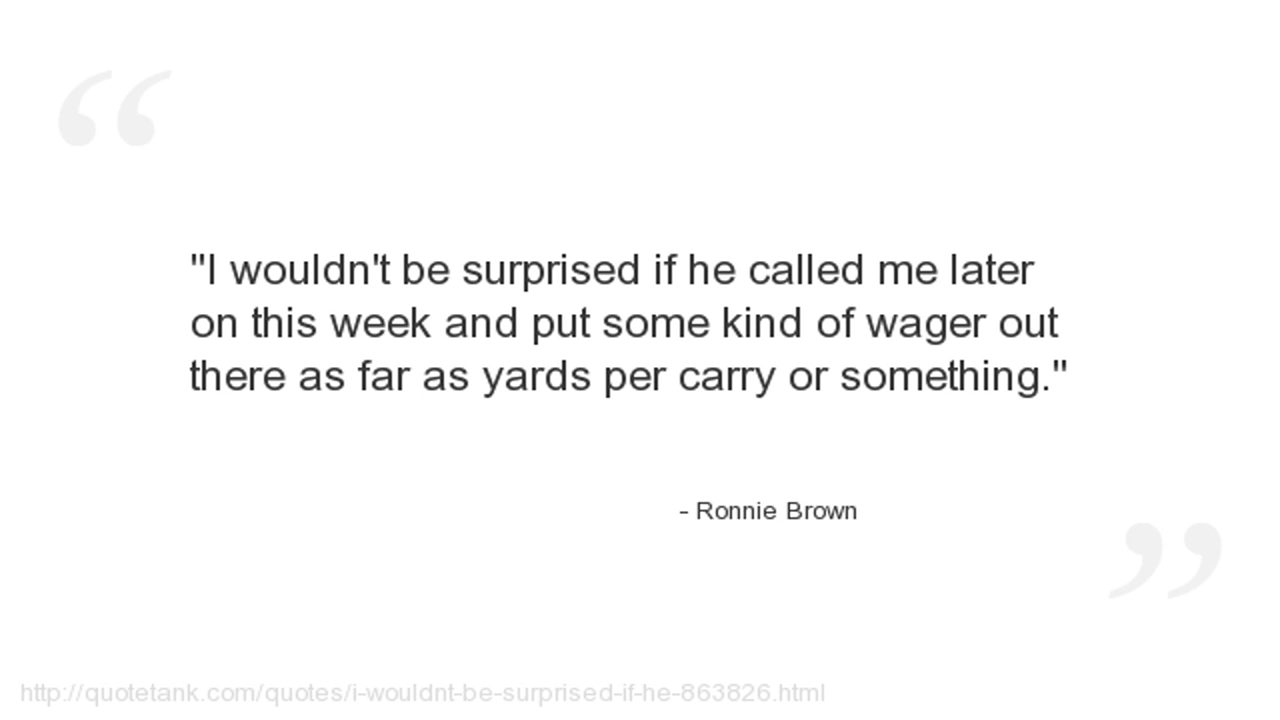 "I wouldn't be surprised if he called me later
on this week and put some kind of wager out
there as far as yards per carry or something."
- Ronnie Brown
http://quotetank.com/quotes/i-wouldnt-be-surprised-if-he-863826.html